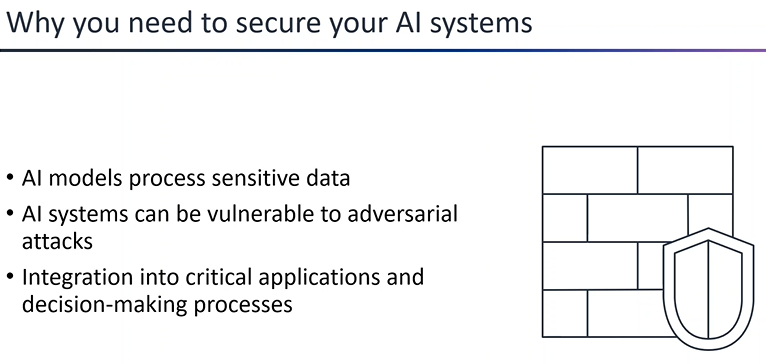 Why you need to secure your AI systems
• AI models process sensitive data
• AI systems can be vulnerable to adversarial
attacks
• Integration into critical applications and
decision-making processes